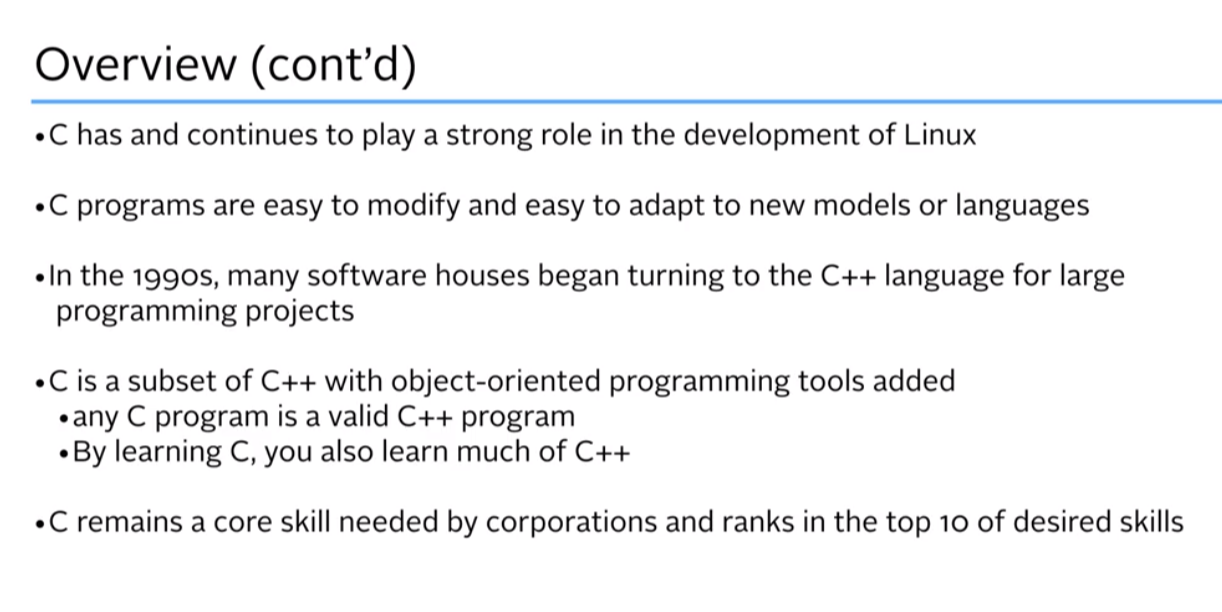 Overview (cont’d)
•C has and continues to play a strong role in the development of Linux
•C programs are easy to modify and easy to adapt to new models or languages
•In the 1990s, many software houses began turning to the C++ language for large
programming projects
•C is a subset of C++ with object-oriented programming tools added
•any C program is a valid C++ program
•By learning C, you also learn much of C++
•C remains a core skill needed by corporations and ranks in the top 10 of desired skills